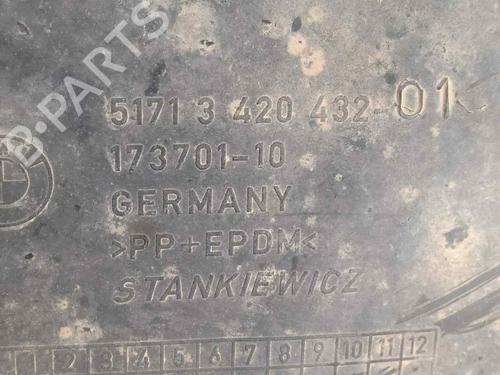 B-PARTS
5171 3 420 432-01
173701-10
GERMANY
>PP+EPDM<
STANKIEWICZ
1 2 3 4 5 6 7 8 9 10 11 12